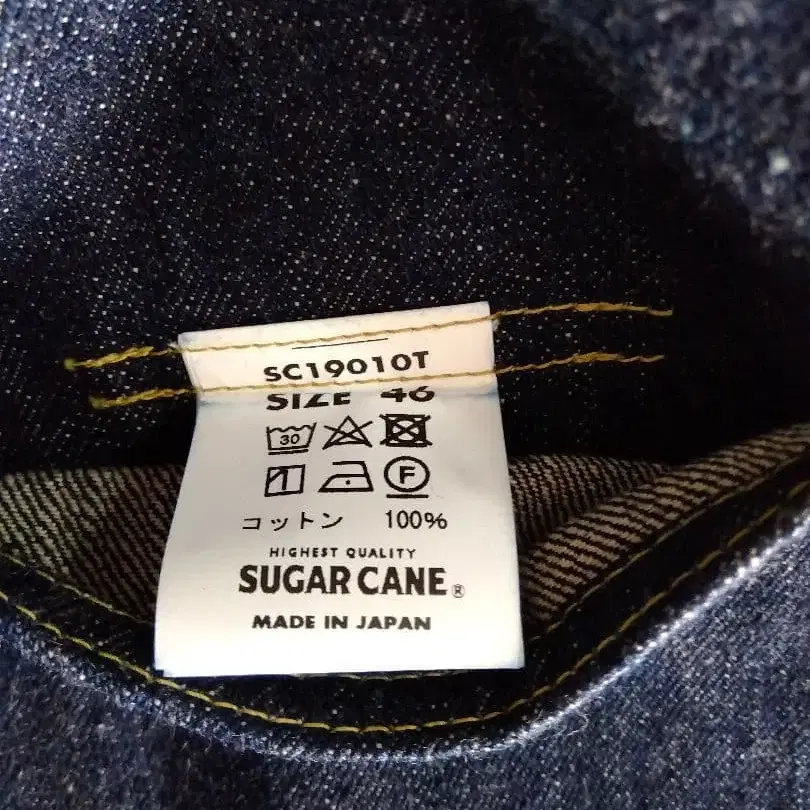 SC19010T
SIZE 46
30
F
コットン 100%
HIGHEST QUALITY
SUGAR CANE®
MADE IN JAPAN